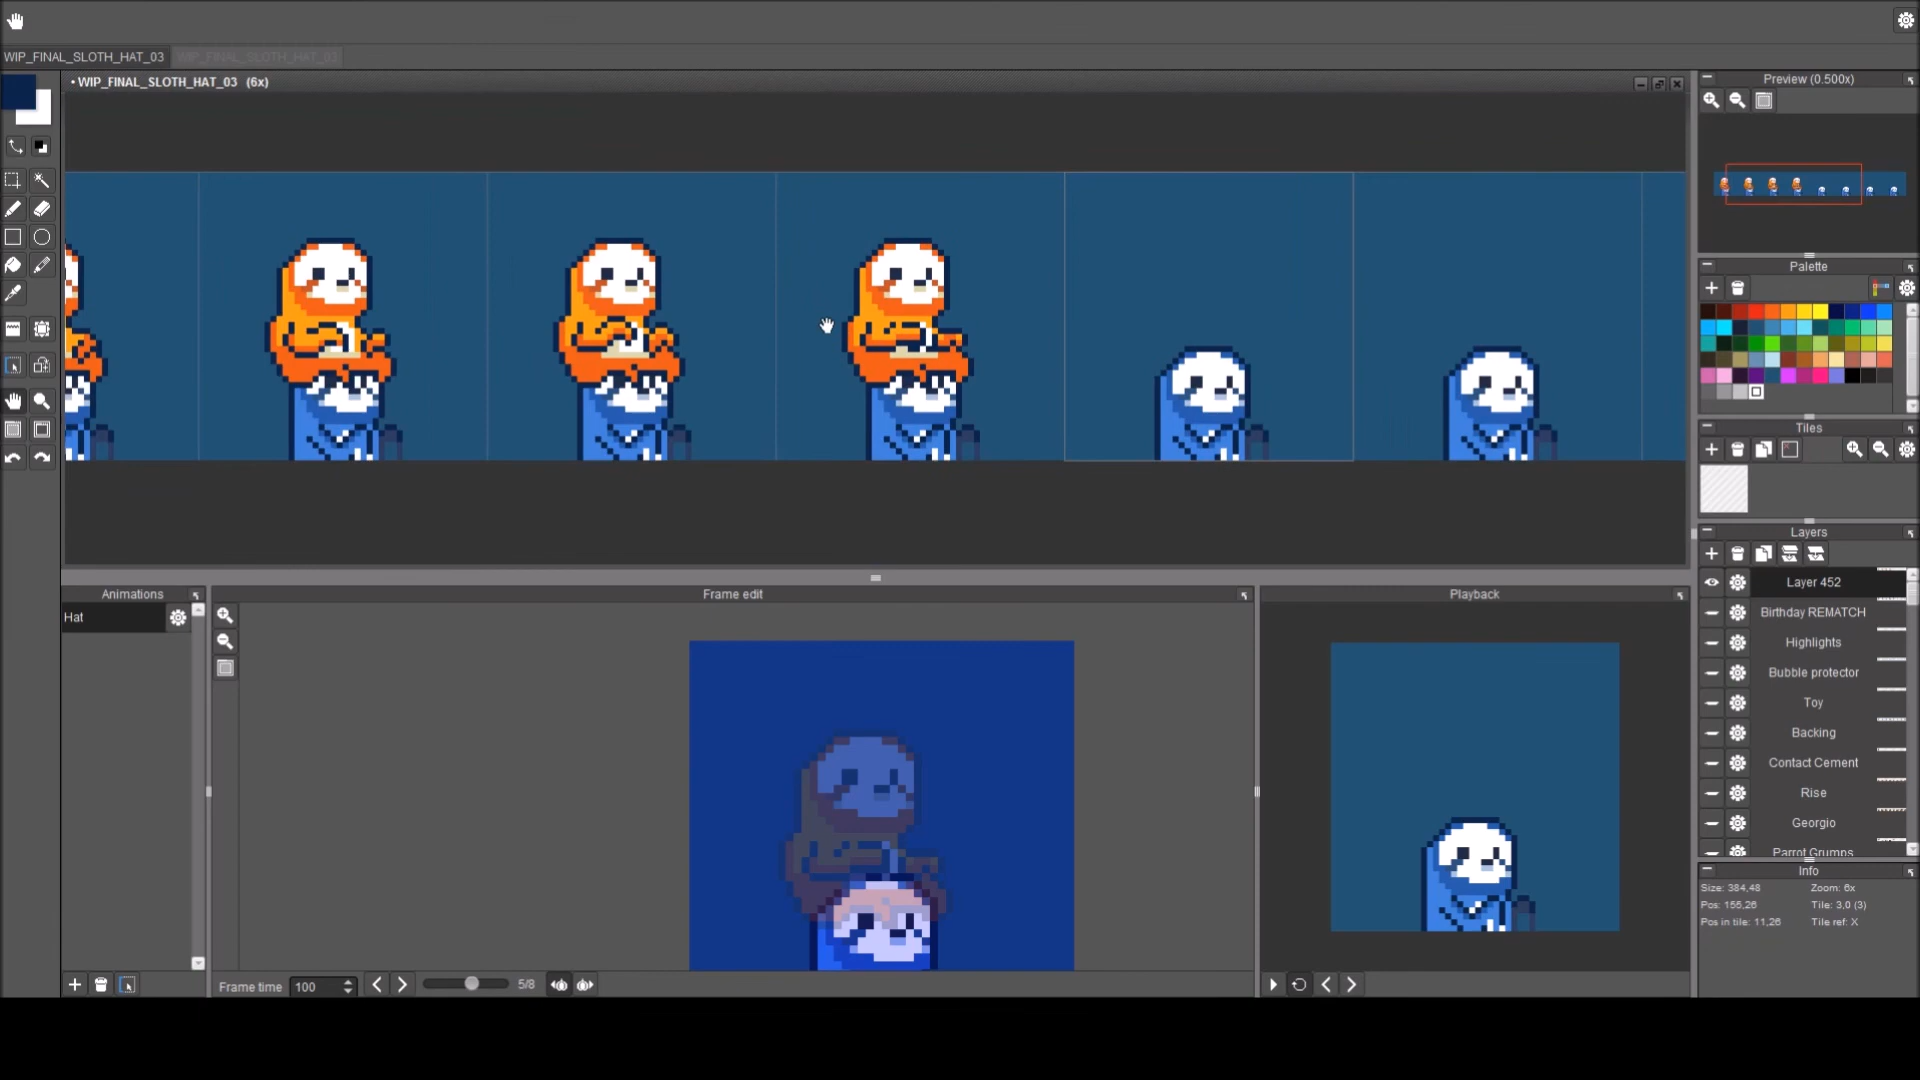 WIP_FINAL_SLOTH_HAT_03 WIP_FINAL_SLOTH_HAT_03
• WIP_FINAL_SLOTH_HAT_03 (6x)
Preview (0.500x)
Palette
Tiles
Layers
Layer 452
Birthday REMATCH
Highlights
Bubble protector
Toy
Backing
Contact Cement
Rise
Georgio
Parrot Grumps
Info
Size: 384,48 Zoom: 6x
Pos: 155,26 Tile: 3,0 (3)
Pos in tile: 11,26 Tile ref: X
Animations
Hat
Frame edit
Playback
Frame time 100 5/8